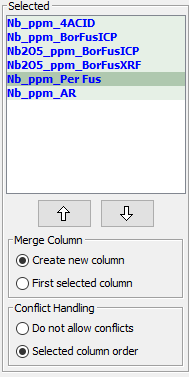 Selected
Nb_ppm_4ACID
Nb_ppm_BorFusICP
Nb2O5_ppm_BorFusICP
Nb2O5_ppm_BorFusXRF
Nb_ppm_Per Fus
Nb_ppm_AR
Merge Column
Create new column
First selected column
Conflict Handling
Do not allow conflicts
Selected column order